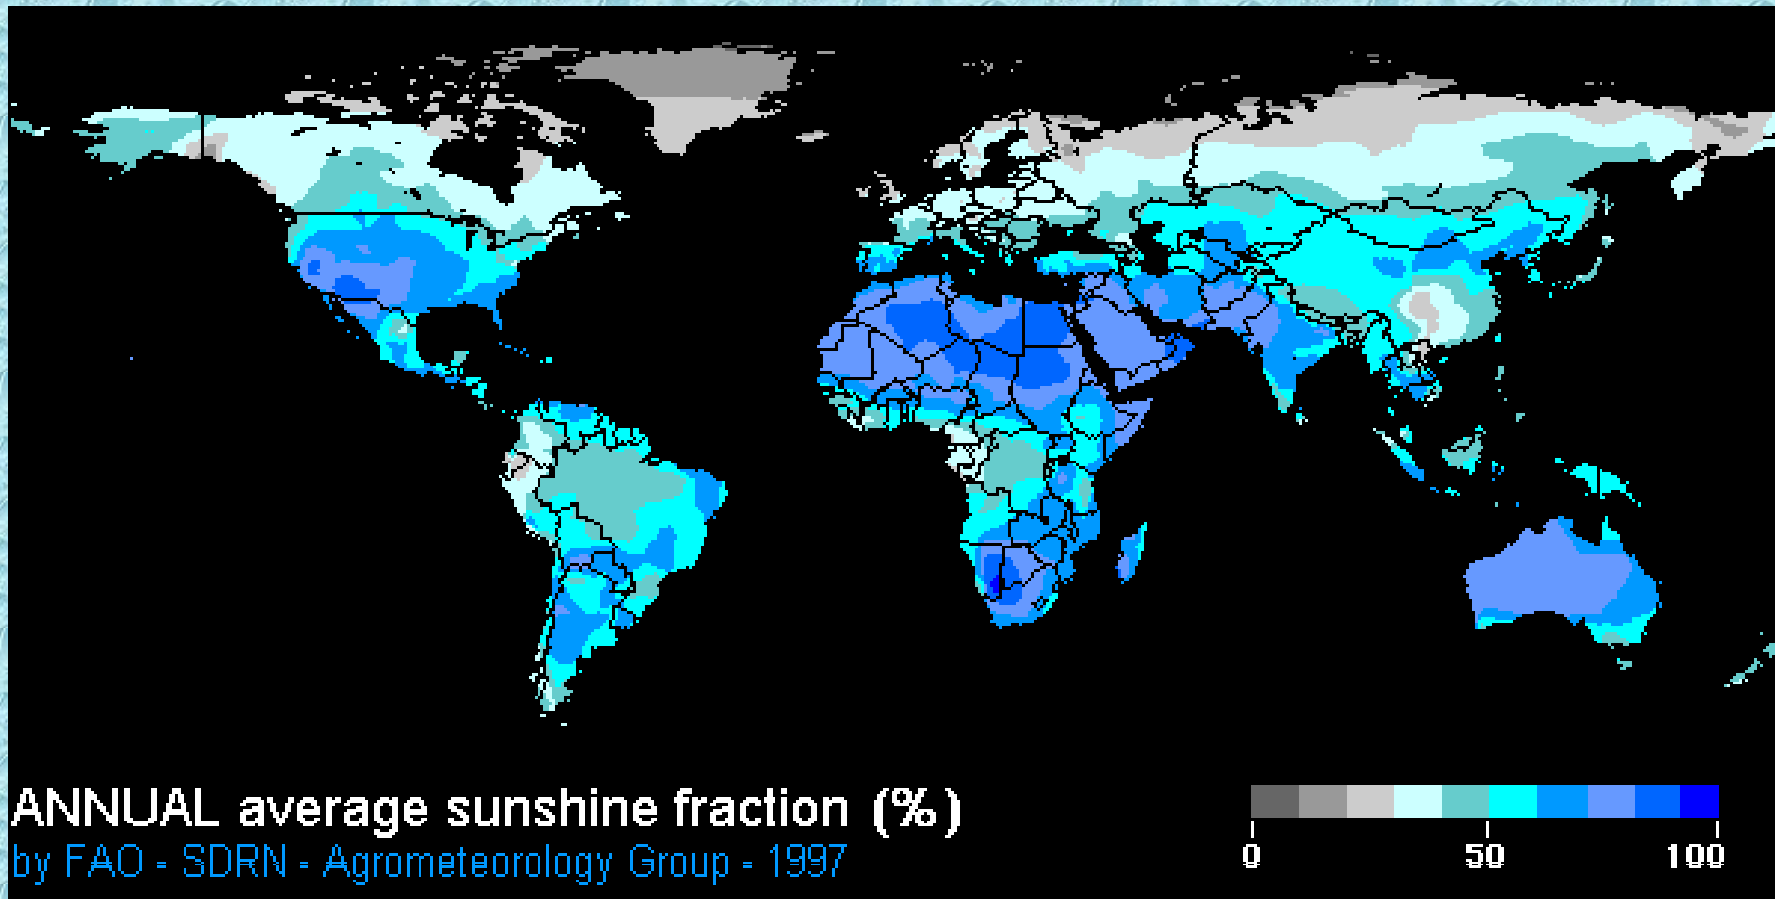 ANNUAL average sunshine fraction (%)
by FAO - SDRN - Agrometeorology Group - 1997
0 50 100